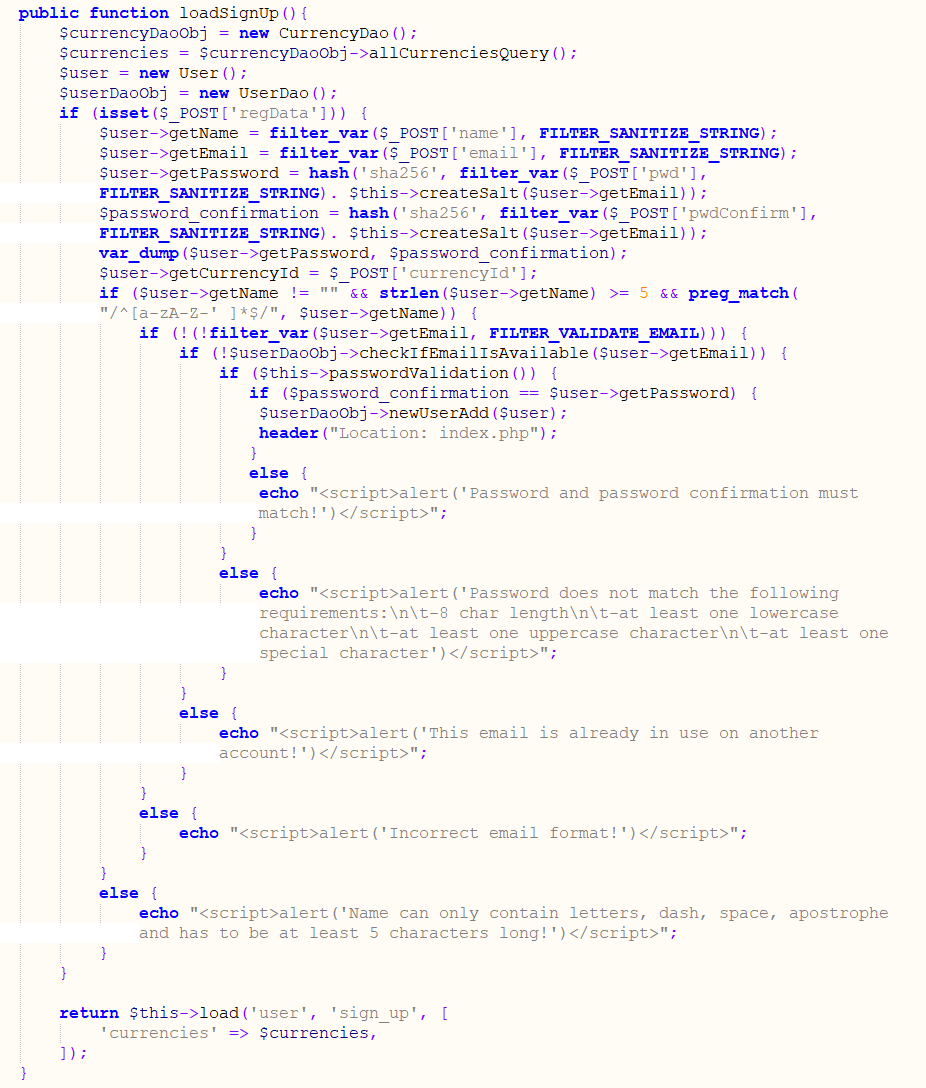 public function loadSignUp(){
$currencyDaoObj = new CurrencyDao();
$currencies = $currencyDaoObj->allCurrenciesQuery();
$user = new User();
$userDaoObj = new UserDao();
if (isset($_POST['regData'])) {
$user->getName = filter_var($_POST['name'], FILTER_SANITIZE_STRING);
$user->getEmail = filter_var($_POST['email'], FILTER_SANITIZE_STRING);
$user->getPassword = hash('sha256', filter_var($_POST['pwd'],
FILTER_SANITIZE_STRING). $this->createSalt($user->getEmail));
$password_confirmation = hash('sha256', filter_var($_POST['pwdConfirm'],
FILTER_SANITIZE_STRING). $this->createSalt($user->getEmail));
var_dump($user->getPassword, $password_confirmation);
$user->getCurrencyId = $_POST['currencyId'];
if ($user->getName != "" && strlen($user->getName) >= 5 && preg_match(
"/^[a-zA-Z-' ]*$/", $user->getName)) {
if (!(!filter_var($user->getEmail, FILTER_VALIDATE_EMAIL))) {
if (!$userDaoObj->checkIfEmailIsAvailable($user->getEmail)) {
if ($this->passwordValidation()) {
if ($password_confirmation == $user->getPassword) {
$userDaoObj->newUserAdd($user);
header("Location: index.php");
}
else {
echo "<script>alert('Password and password confirmation must
match!')</script>";
}
}
else {
echo "<script>alert('Password does not match the following
requirements:\n\t-8 char length\n\t-at least one lowercase
character\n\t-at least one uppercase character\n\t-at least one
special character')</script>";
}
}
else {
echo "<script>alert('This email is already in use on another
account!')</script>";
}
}
else {
echo "<script>alert('Incorrect email format!')</script>";
}
}
else {
echo "<script>alert('Name can only contain letters, dash, space, apostrophe
and has to be at least 5 characters long!')</script>";
}
}
return $this->load('user', 'sign_up', [
'currencies' => $currencies,
]);
}